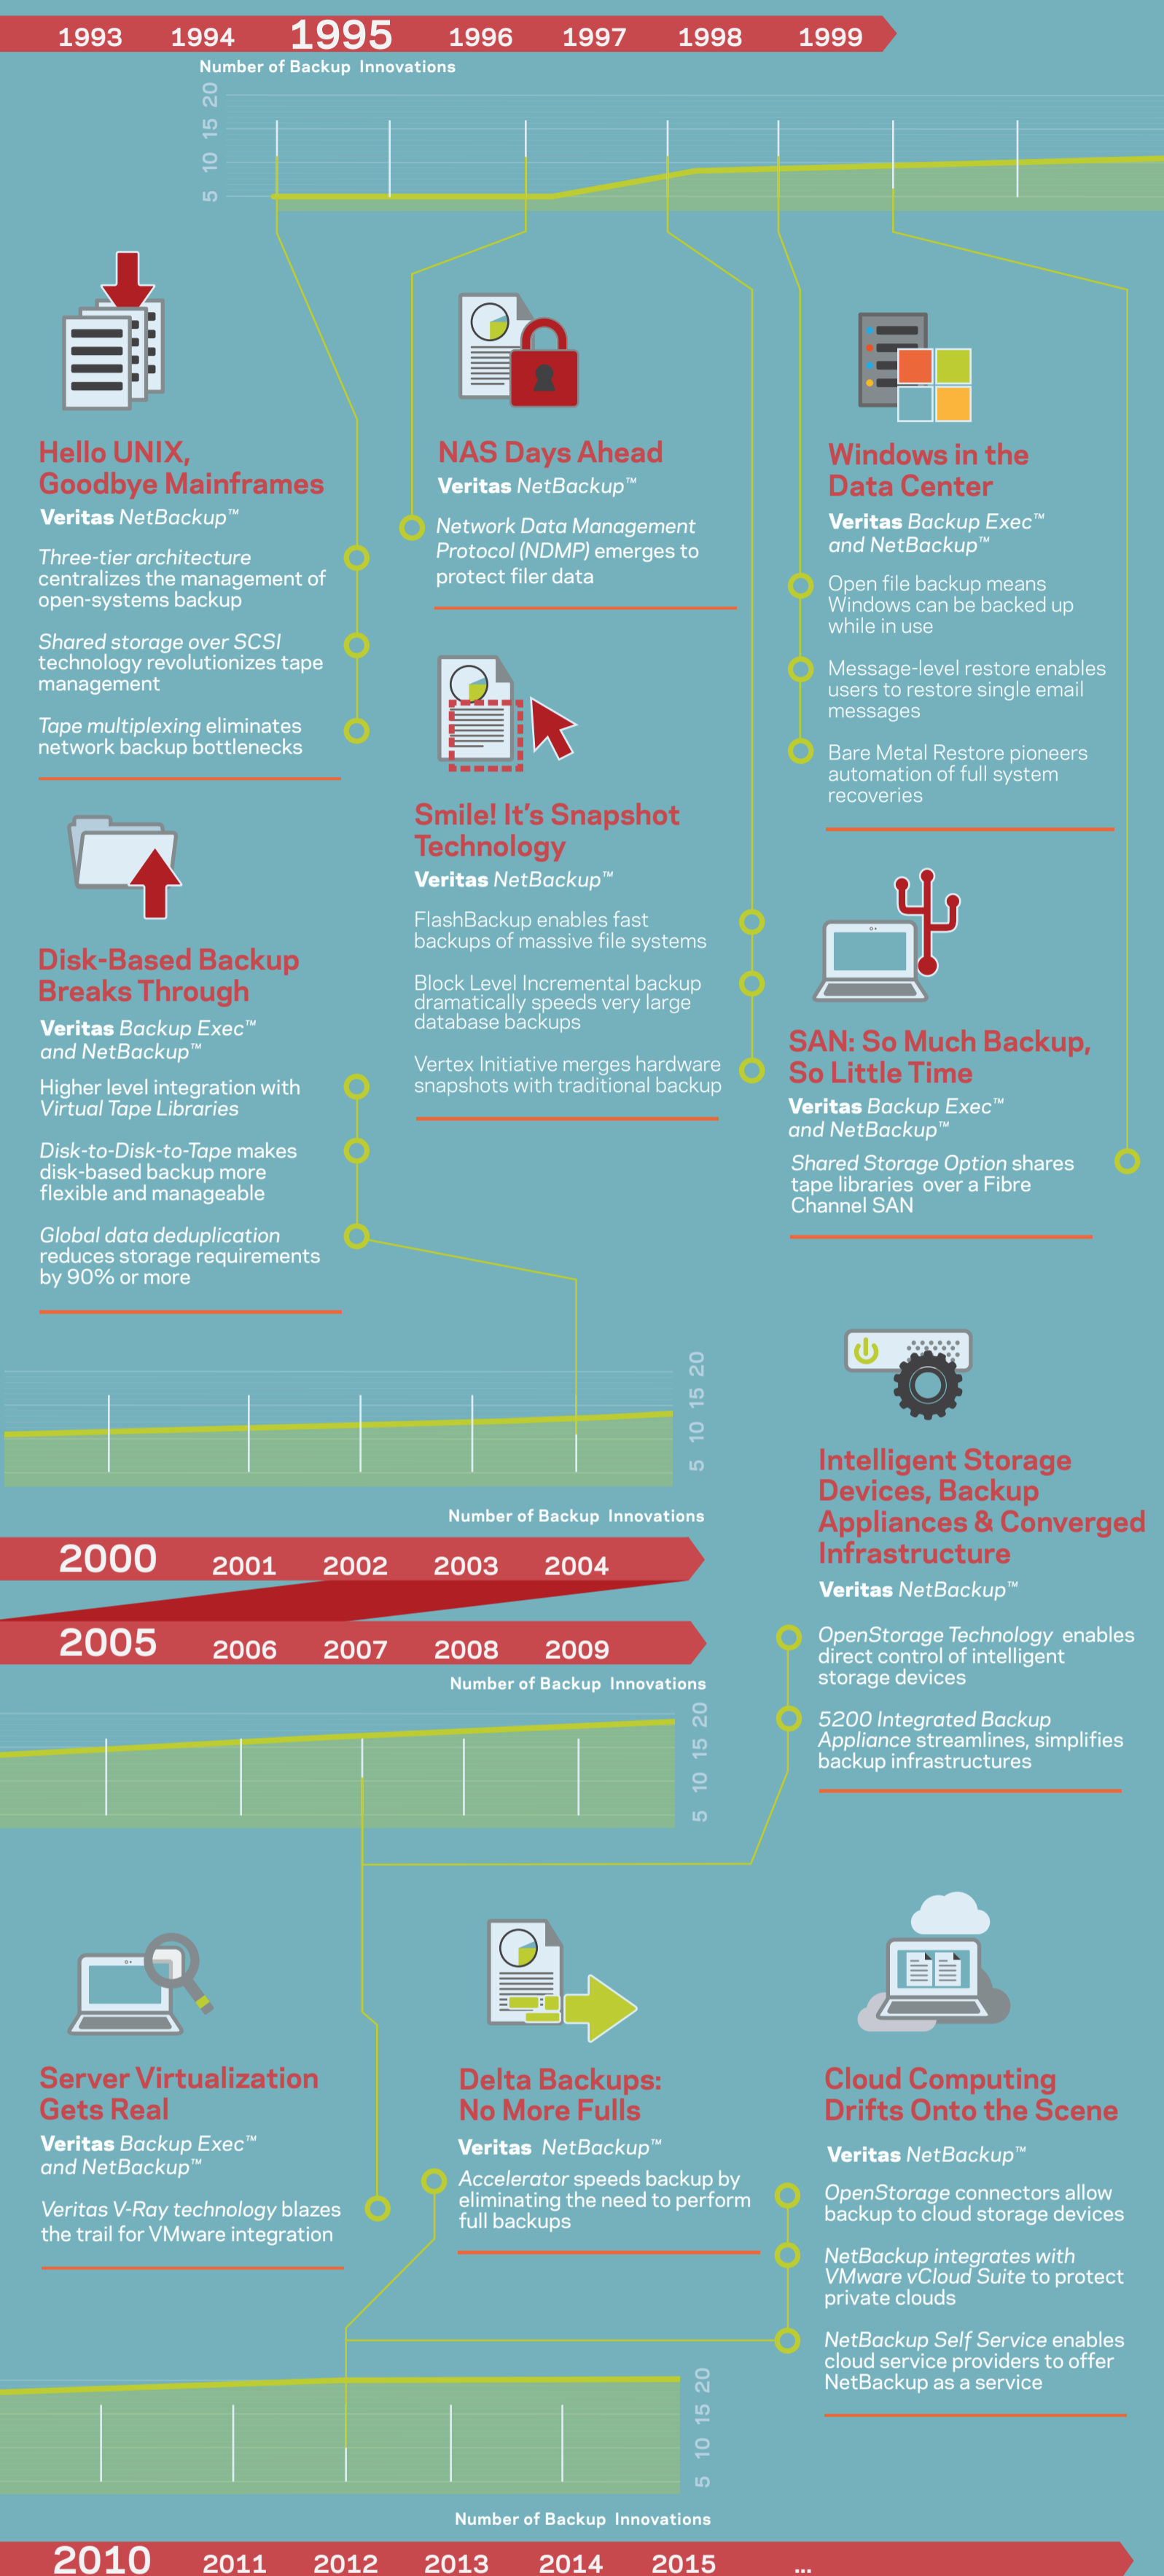 1993 1994 1995 1996 1997 1998 1999
Number of Backup Innovations
20
15
10
5
Hello UNIX,
Goodbye Mainframes
Veritas NetBackup™
Three-tier architecture
centralizes the management of
open-systems backup
Shared storage over SCSI
technology revolutionizes tape
management
Tape multiplexing eliminates
network backup bottlenecks
NAS Days Ahead
Veritas NetBackup™
Network Data Management
Protocol (NDMP) emerges to
protect filer data
Windows in the
Data Center
Veritas Backup Exec™
and NetBackup™
Open file backup means
Windows can be backed up
while in use
Message-level restore enables
users to restore single email
messages
Bare Metal Restore pioneers
automation of full system
recoveries
Smile! It's Snapshot
Technology
Veritas NetBackup™
FlashBackup enables fast
backups of massive file systems
Block Level Incremental backup
dramatically speeds very large
database backups
Vertex Initiative merges hardware
snapshots with traditional backup
Disk-Based Backup
Breaks Through
Veritas Backup Exec™
and NetBackup™
Higher level integration with
Virtual Tape Libraries
Disk-to-Disk-to-Tape makes
disk-based backup more
flexible and manageable
Global data deduplication
reduces storage requirements
by 90% or more
SAN: So Much Backup,
So Little Time
Veritas Backup Exec™
and NetBackup™
Shared Storage Option shares
tape libraries over a Fibre
Channel SAN
20
15
10
5
Number of Backup Innovations
2000 2001 2002 2003 2004
2005 2006 2007 2008 2009
Number of Backup Innovations
20
15
10
5
Intelligent Storage
Devices, Backup
Appliances & Converged
Infrastructure
Veritas NetBackup™
OpenStorage Technology enables
direct control of intelligent
storage devices
5200 Integrated Backup
Appliance streamlines, simplifies
backup infrastructures
Server Virtualization
Gets Real
Veritas Backup Exec™
and NetBackup™
Veritas V-Ray technology blazes
the trail for VMware integration
Delta Backups:
No More Fulls
Veritas NetBackup™
Accelerator speeds backup by
eliminating the need to perform
full backups
Cloud Computing
Drifts Onto the Scene
Veritas NetBackup™
OpenStorage connectors allow
backup to cloud storage devices
NetBackup integrates with
VMware vCloud Suite to protect
private clouds
NetBackup Self Service enables
cloud service providers to offer
NetBackup as a service
20
15
10
5
Number of Backup Innovations
2010 2011 2012 2013 2014 2015 ...